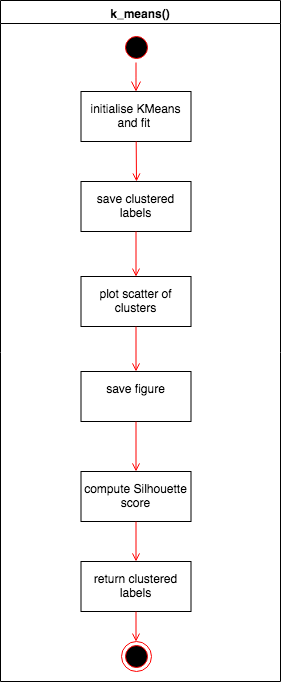 k_means()
initialise KMeans
and fit
save clustered
labels
plot scatter of
clusters
save figure
compute Silhouette
score
return clustered
labels